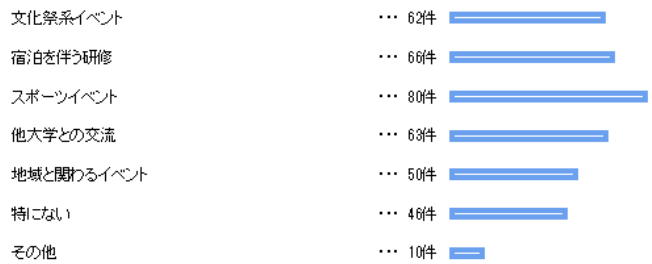 文化祭系イベント ・・・ 62件
宿泊を伴う研修 ・・・ 66件
スポーツイベント ・・・ 80件
他大学との交流 ・・・ 63件
地域と関わるイベント ・・・ 50件
特にない ・・・ 46件
その他 ・・・ 10件